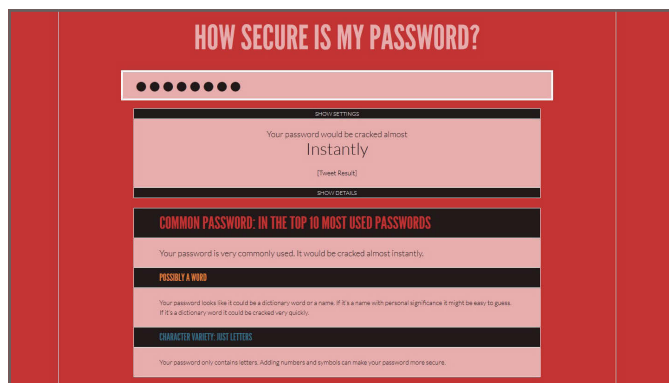 HOW SECURE IS MY PASSWORD?
SHOW SETTINGS
Your password would be cracked almost
Instantly
[Tweet Result]
SHOW DETAILS
COMMON PASSWORD: IN THE TOP 10 MOST USED PASSWORDS
Your password is very commonly used. It would be cracked almost instantly.
POSSIBLY A WORD
Your password looks like it could be a dictionary word or a name. If it's a name with personal significance it might be easy to guess.
If it's a dictionary word it could be cracked very quickly.
CHARACTER VARIETY: JUST LETTERS
Your password only contains letters. Adding numbers and symbols can make your password more secure.